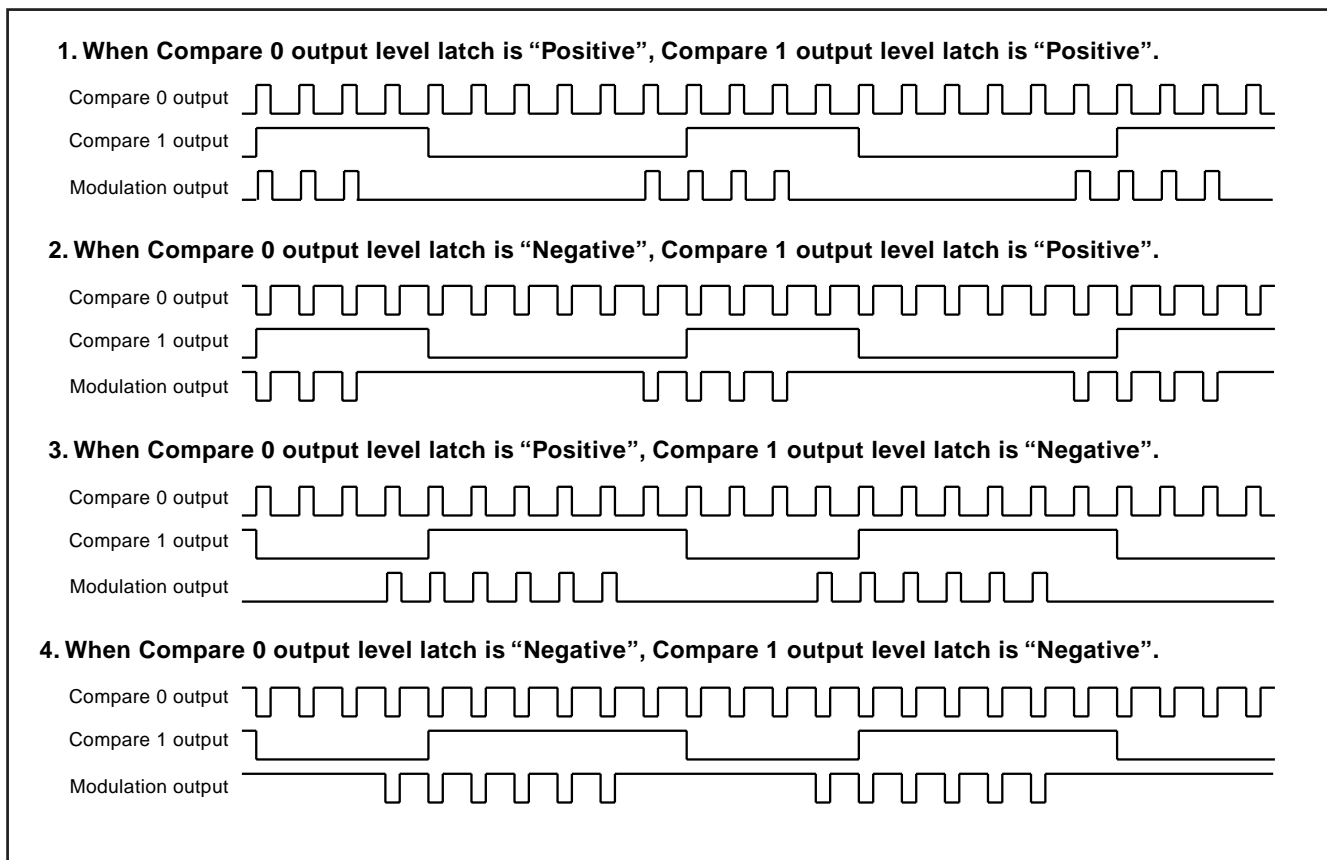 1. When Compare 0 output level latch is “Positive”, Compare 1 output level latch is “Positive”.
Compare 0 output
Compare 1 output
Modulation output
2. When Compare 0 output level latch is “Negative”, Compare 1 output level latch is “Positive”.
Compare 0 output
Compare 1 output
Modulation output
3. When Compare 0 output level latch is “Positive”, Compare 1 output level latch is “Negative”.
Compare 0 output
Compare 1 output
Modulation output
4. When Compare 0 output level latch is “Negative”, Compare 1 output level latch is “Negative”.
Compare 0 output
Compare 1 output
Modulation output